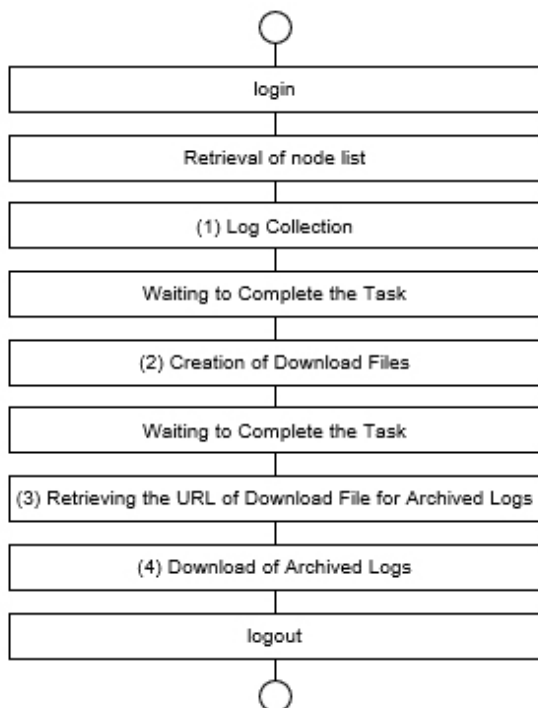 login
Retrieval of node list
(1) Log Collection
Waiting to Complete the Task
(2) Creation of Download Files
Waiting to Complete the Task
(3) Retrieving the URL of Download File for Archived Logs
(4) Download of Archived Logs
logout